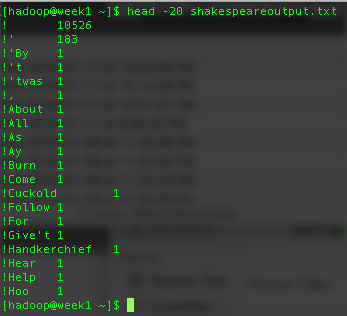 [hadoop@week1 ~]$ head -20 shakespeareoutput.txt
!       10526
!'      183
!'By    1
!'t     1
!'twas  1
!,      1
!About  1
!All    1
!As     1
!Ay     1
!Burn   1
!Come   1
!Cuckold        1
!Follow 1
!For    1
!Give't 1
!Handkerchief   1
!Hear   1
!Help   1
!Hoo    1
[hadoop@week1 ~]$